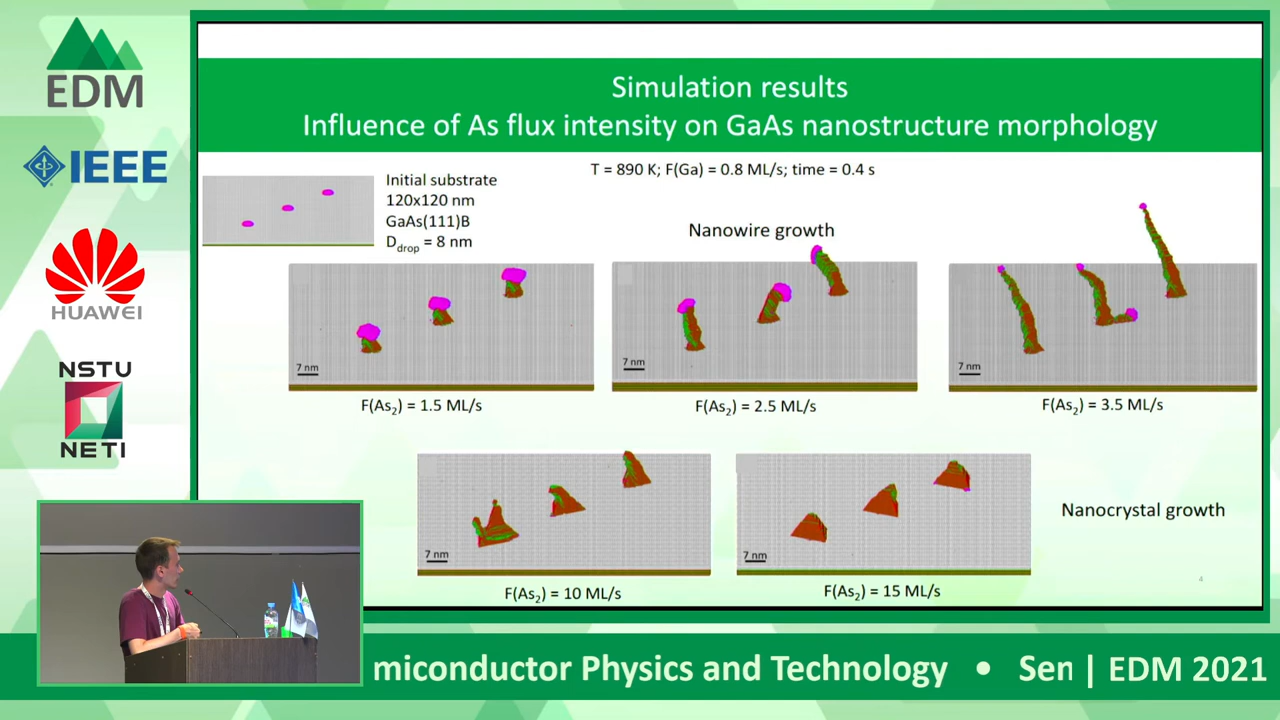 EDM
IEEE
HUAWEI
NSTU
NETI
Simulation results
Influence of As flux intensity on GaAs nanostructure morphology
T = 890 K; F(Ga) = 0.8 ML/s; time = 0.4 s
Initial substrate
120x120 nm
GaAs(111)B
Ddrop = 8 nm
Nanowire growth
7 nm
7 nm
7 nm
F(As2) = 1.5 ML/s
F(As2) = 2.5 ML/s
F(As2) = 3.5 ML/s
7 nm
7 nm
Nanocrystal growth
F(As2) = 10 ML/s
F(As2) = 15 ML/s
4
miconductor Physics and Technology • Sen | EDM 2021